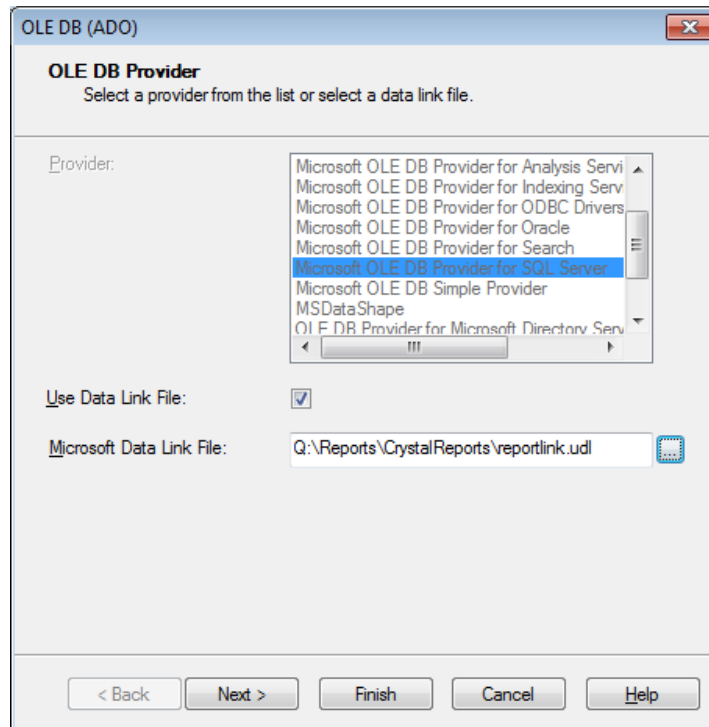 OLE DB (ADO)
OLE DB Provider
Select a provider from the list or select a data link file.
Provider:
Microsoft OLE DB Provider for Analysis Servi
Microsoft OLE DB Provider for Indexing Servi
Microsoft OLE DB Provider for ODBC Drivers
Microsoft OLE DB Provider for Oracle
Microsoft OLE DB Provider for Search
Microsoft OLE DB Provider for SQL Server
Microsoft OLE DB Simple Provider
MSDataShape
OLE DB Provider for Microsoft Directory Serv
Use Data Link File:
Microsoft Data Link File: Q:\Reports\CrystalReports\reportlink.udl ...
< Back Next > Finish Cancel Help